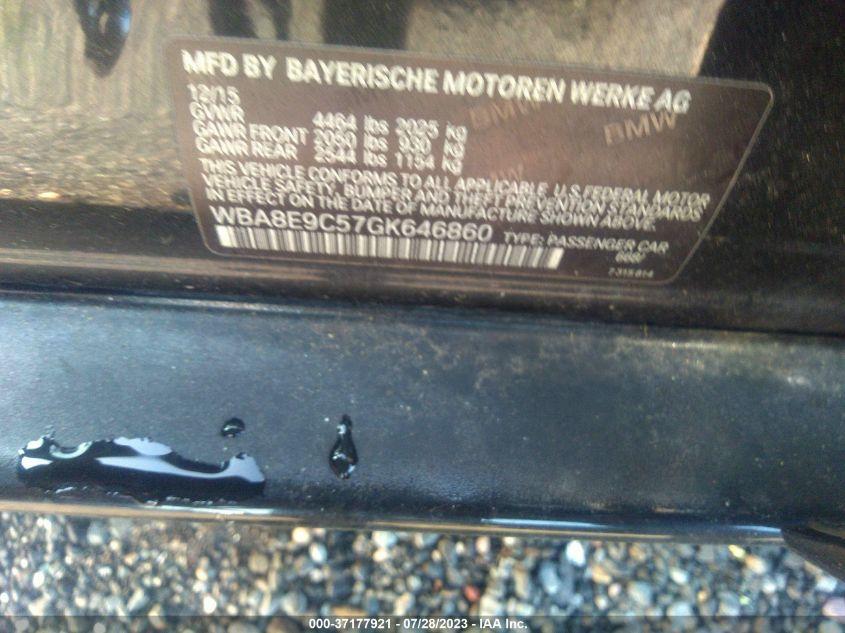 MFD BY BAYERISCHE MOTOREN WERKE AG
12/15
GVWR 4464 lbs 2025 kg
GAWR FRONT 2050 lbs 930 kg
GAWR REAR 2544 lbs 1154 kg
THIS VEHICLE CONFORMS TO ALL APPLICABLE U.S. FEDERAL MOTOR
VEHICLE SAFETY, BUMPER AND THEFT PREVENTION STANDARDS
IN EFFECT ON THE DATE OF MANUFACTURE SHOWN ABOVE.
WBA8E9C57GK646860 TYPE: PASSENGER CAR
BMW
BMW
000-37177921 - 07/28/2023 - IAA Inc.